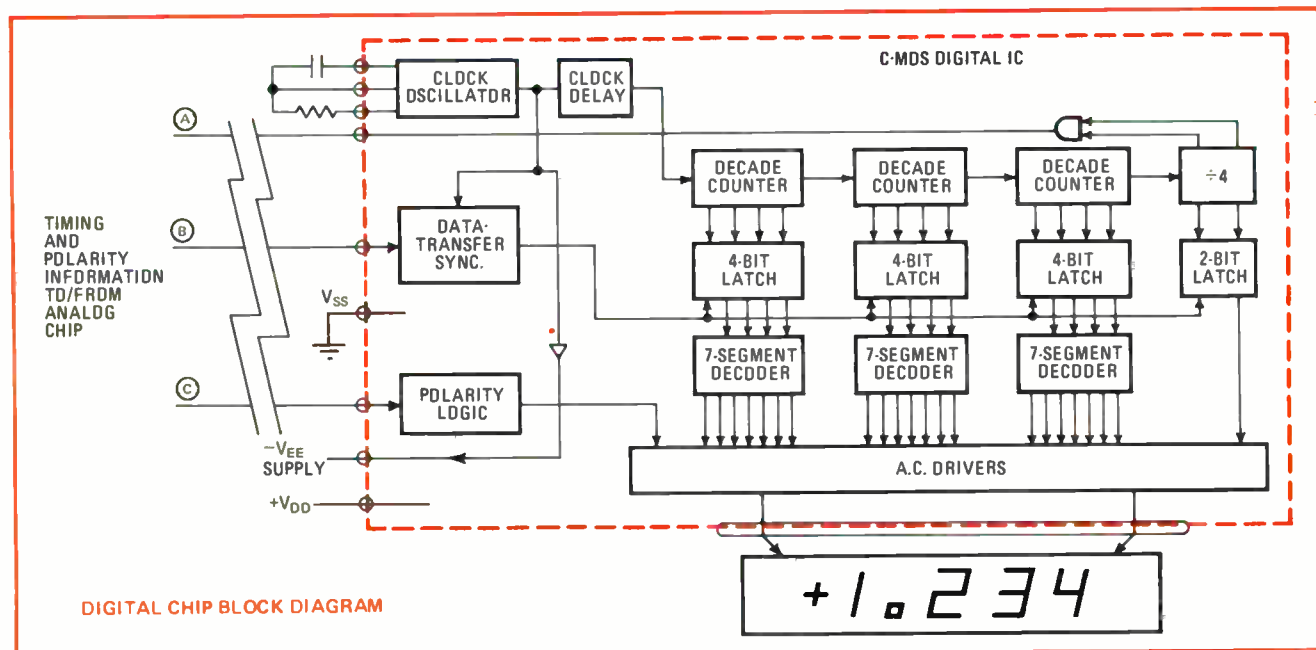 C-MDS DIGITAL IC
CLOCK
OSCILLATOR
CLOCK
DELAY
A
DECADE
COUNTER
DECADE
COUNTER
DECADE
COUNTER
÷4
TIMING
AND
POLARITY
INFORMATION
TO/FROM
ANALOG
CHIP
B
DATA-
TRANSFER
SYNC.
4-BIT
LATCH
4-BIT
LATCH
4-BIT
LATCH
2-BIT
LATCH
VSS
7-SEGMENT
DECODER
7-SEGMENT
DECODER
7-SEGMENT
DECODER
C
POLARITY
LOGIC
-VEE
SUPPLY
A.C. DRIVERS
+VDD
+1.234
DIGITAL CHIP BLOCK DIAGRAM